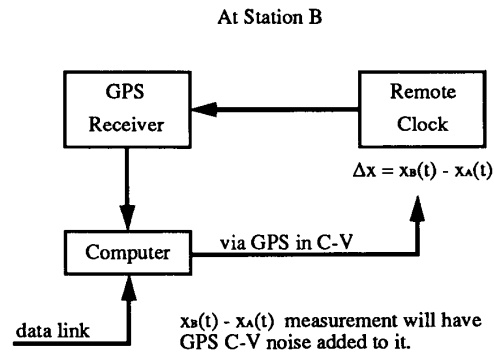 At Station B
GPS
Receiver
Remote
Clock
Δx = xB(t) - xA(t)
Computer
via GPS in C-V
data link
xB(t) - xA(t) measurement will have
GPS C-V noise added to it.